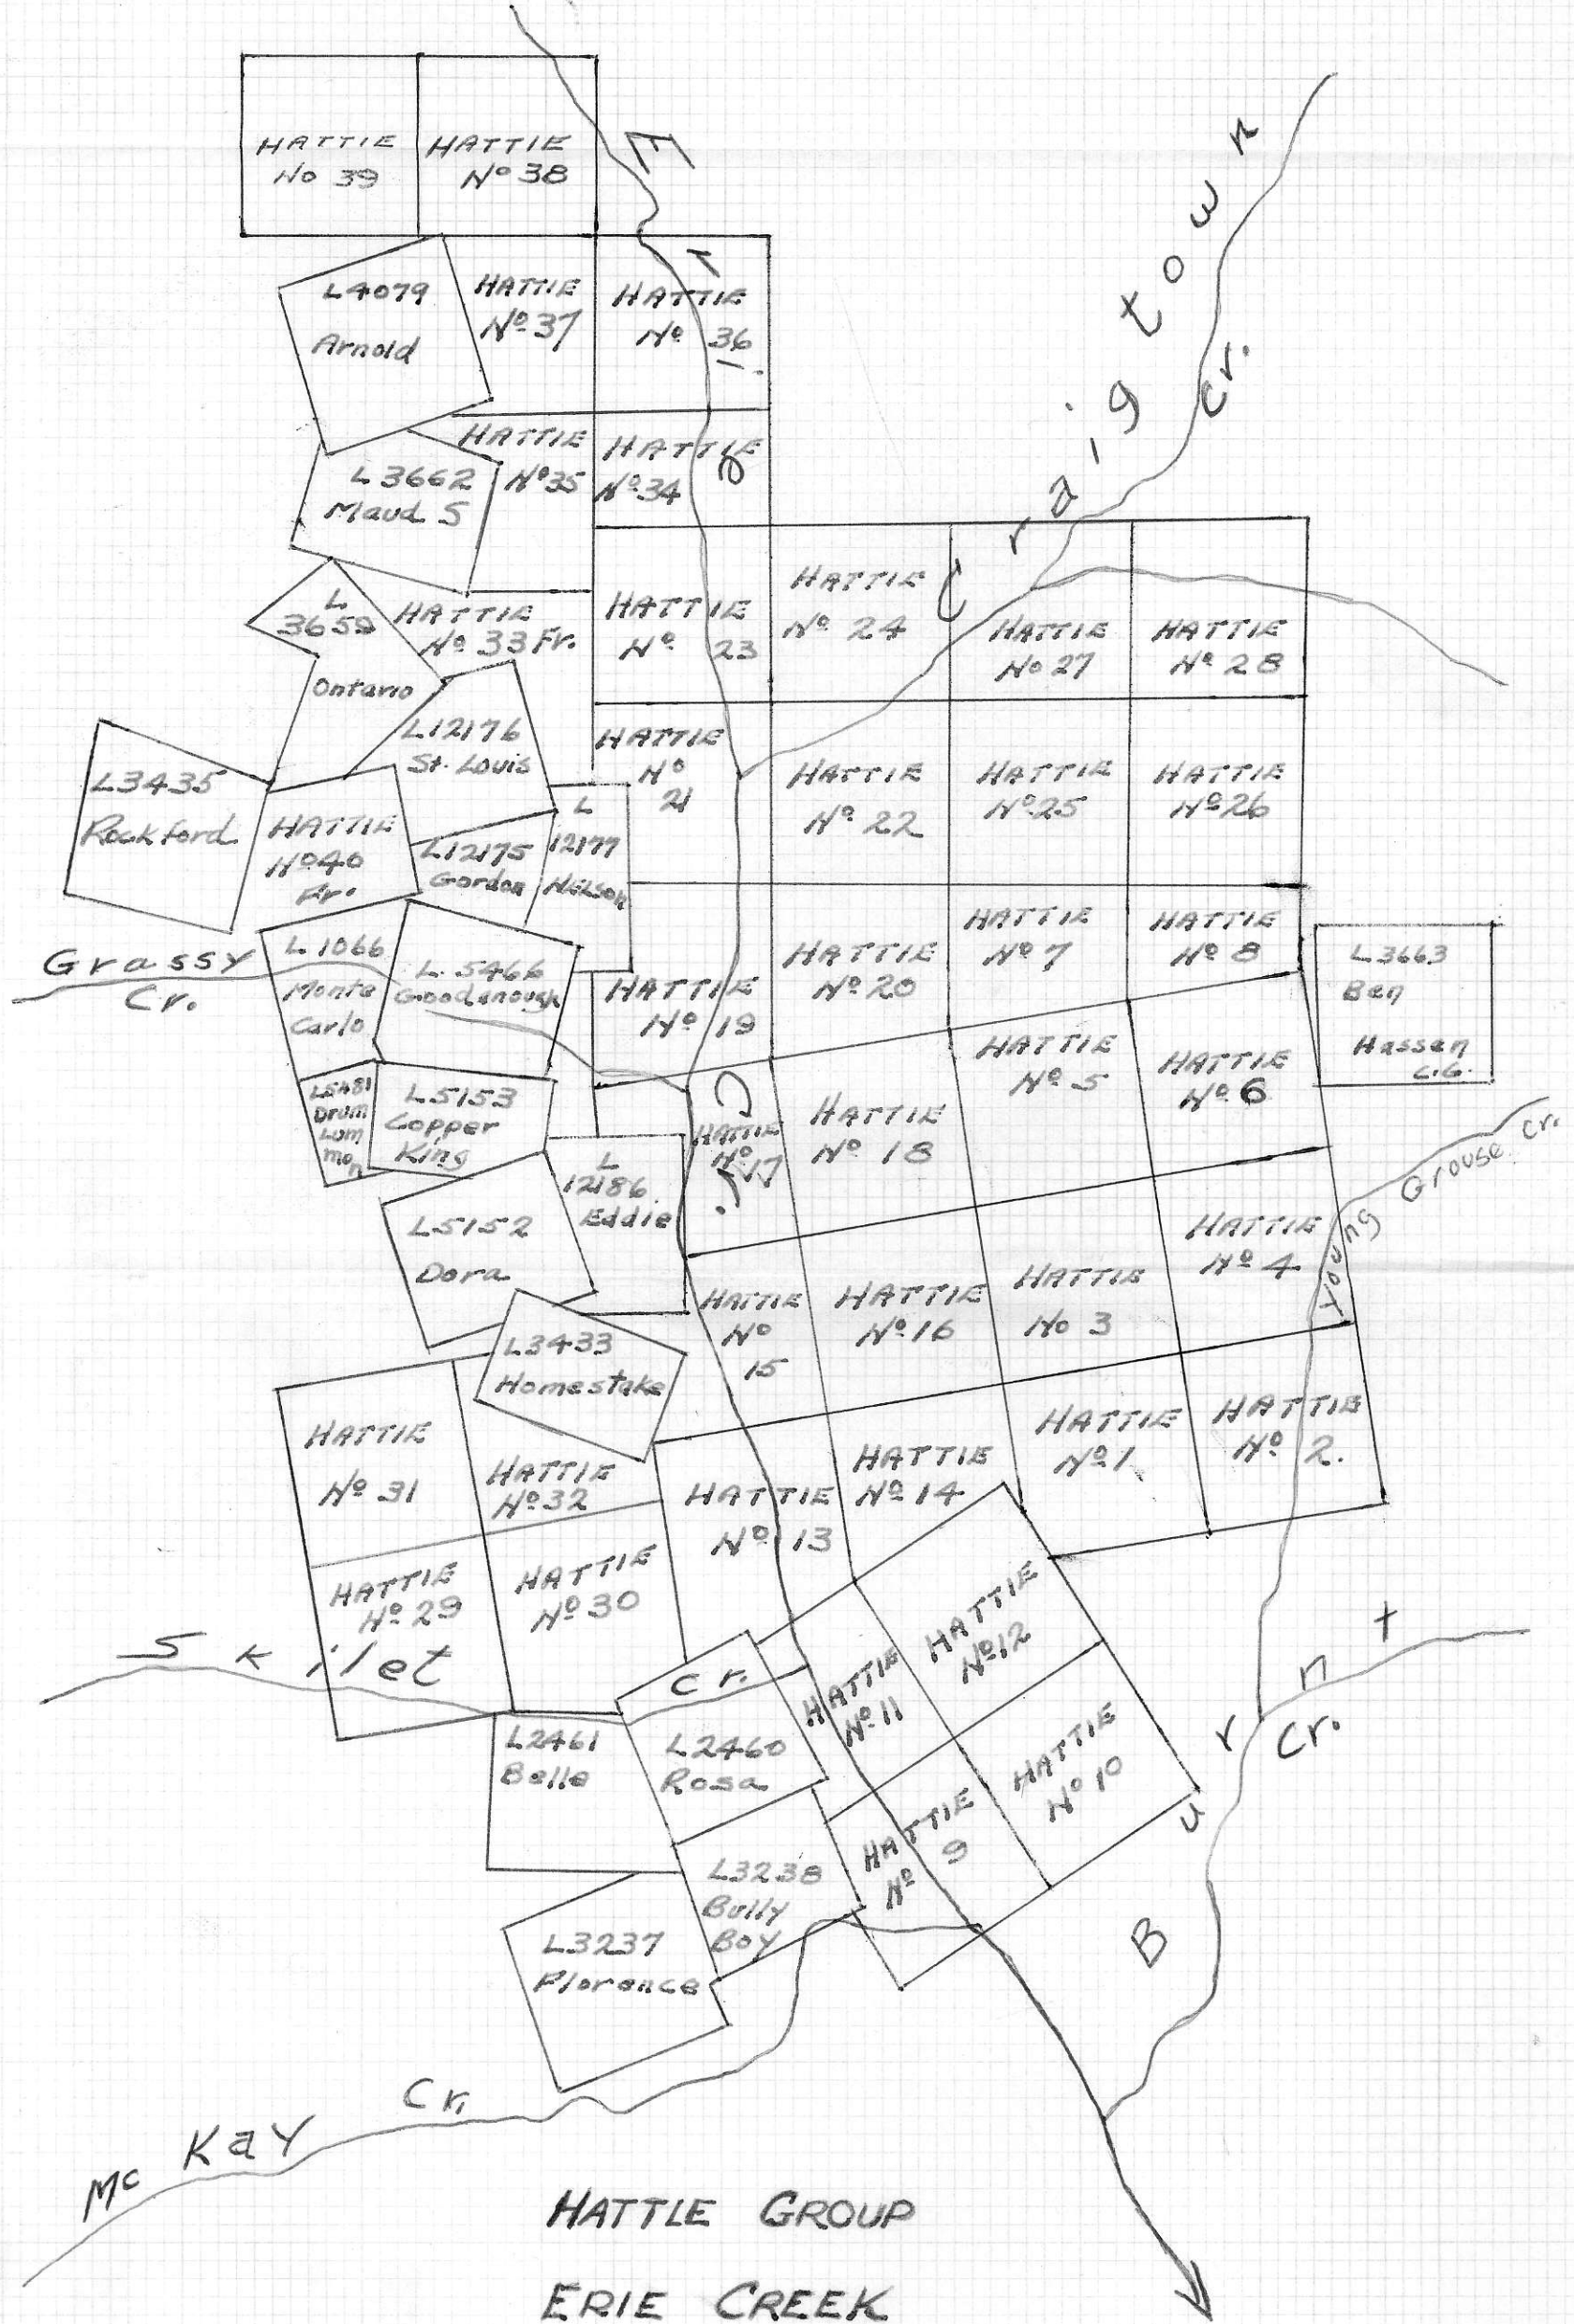 HATTIE
No 39
HATTIE
Nº 38
E
r
i
e
C
r.
C r a i g t o w n
Cr.
L4079
Arnold
HATTIE
Nº 37
HATTIE
Nº 36
HATTIE
Nº 35
HATTIE
Nº 34
L 3662
Maud S
L
3659
Ontario
HATTIE
Nº 33 Fr.
HATTIE
Nº 23
HATTIE
Nº 24
HATTIE
No 27
HATTIE
Nº 28
L12176
St. Louis
HATTIE
Nº
21
HATTIE
Nº 22
HATTIE
Nº 25
HATTIE
Nº 26
L3435
Rockford
HATTIE
Nº 40
Fr.
L12175
Gordon
L
12177
Nelson
Grassy
Cr.
L 1066
Monte
Carlo
L 5466
Goodenough
HATTIE
Nº 19
HATTIE
Nº 20
HATTIE
Nº 7
HATTIE
Nº 8
L 3663
Ben
Hassen
C.G.
L5481
Drum
Lum
mon
L5153
Copper
King
HATTIE
Nº 17
HATTIE
Nº 18
HATTIE
Nº 5
HATTIE
Nº 6
Young Grouse Cr.
L5152
Dora
L
12186
Eddie
HATTIE
Nº
15
HATTIE
Nº 16
HATTIE
No 3
HATTIE
Nº 4
L3433
Homestake
HATTIE
Nº 31
HATTIE
Nº 32
HATTIE
Nº 13
HATTIE
Nº 14
HATTIE
Nº 1
HATTIE
Nº 2.
HATTIE
Nº 29
HATTIE
Nº 30
HATTIE
Nº 11
HATTIE
Nº 12
Skilet Cr.
L2461
Belle
L2460
Rosa
HATTIE
Nº 9
HATTIE
Nº 10
B u r n t
Cr.
L3238
Bully
Boy
L3237
Florence
Mc Kay Cr.
HATTLE GROUP
ERIE CREEK